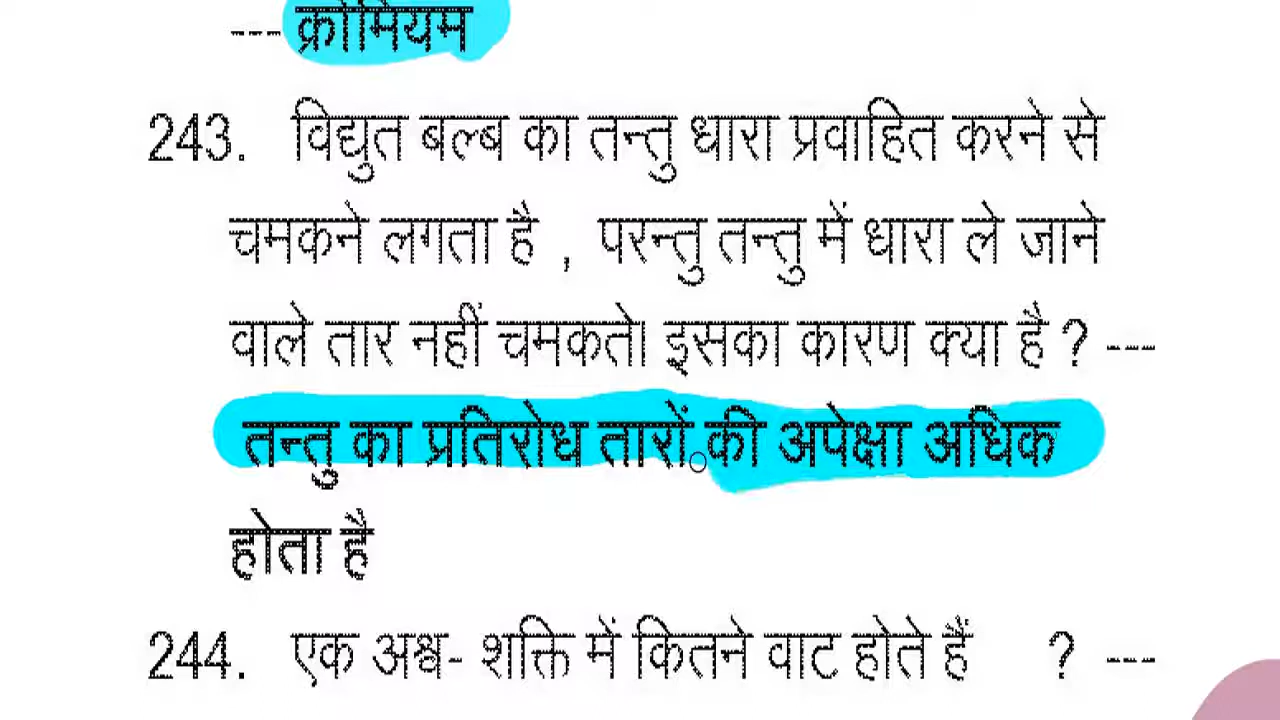 --- क्रोमियम
243. विद्युत बल्ब का तन्तु धारा प्रवाहित करने से
चमकने लगता है , परन्तु तन्तु में धारा ले जाने
वाले तार नहीं चमकते। इसका कारण क्या है ? ---
तन्तु का प्रतिरोध तारों की अपेक्षा अधिक
होता है
244. एक अश्व- शक्ति में कितने वाट होते हैं ? ---